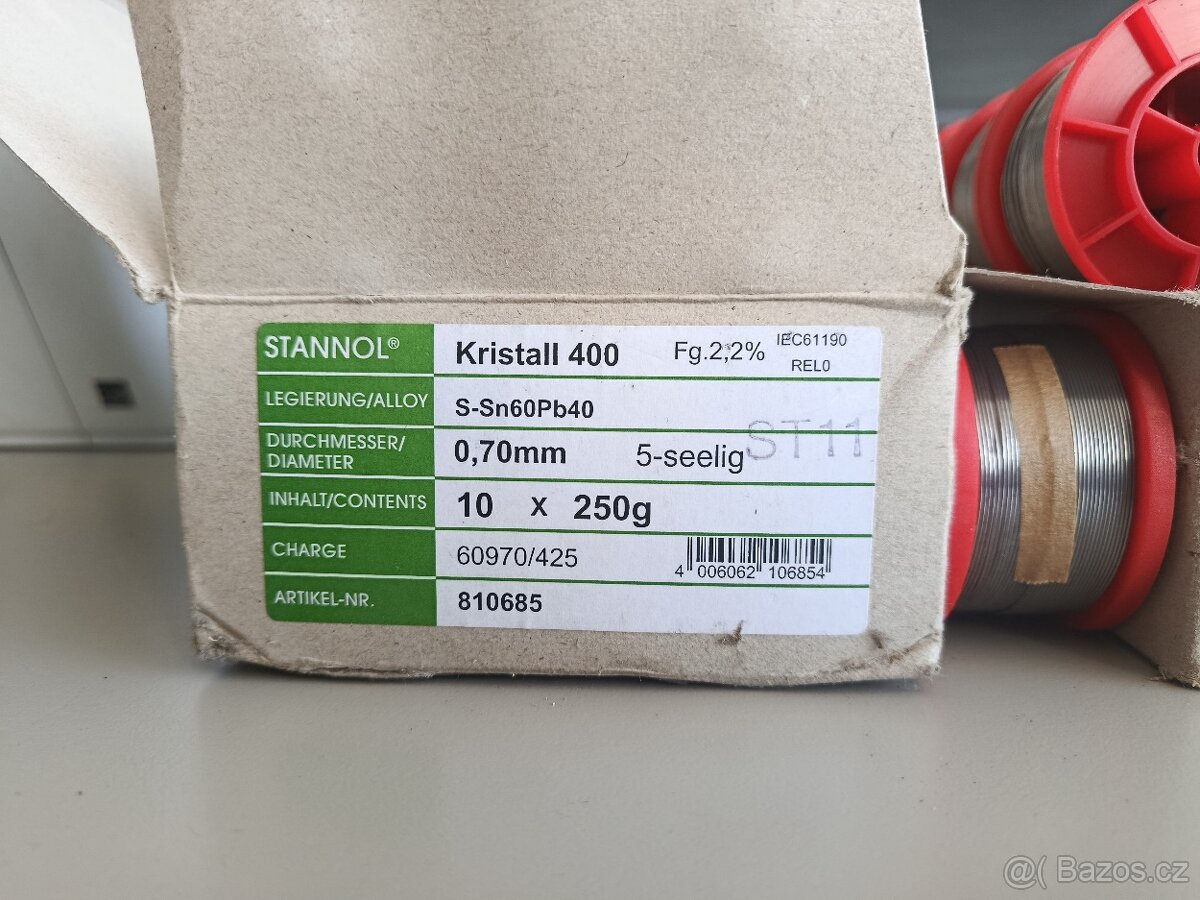 STANNOL® Kristall 400 Fg.2,2% IEC61190
REL0
LEGIERUNG/ALLOY S-Sn60Pb40
DURCHMESSER/
DIAMETER 0,70mm 5-seelig ST11
INHALT/CONTENTS 10 x 250g
CHARGE 60970/425
4 006062 106854
ARTIKEL-NR. 810685
@( Bazos.cz